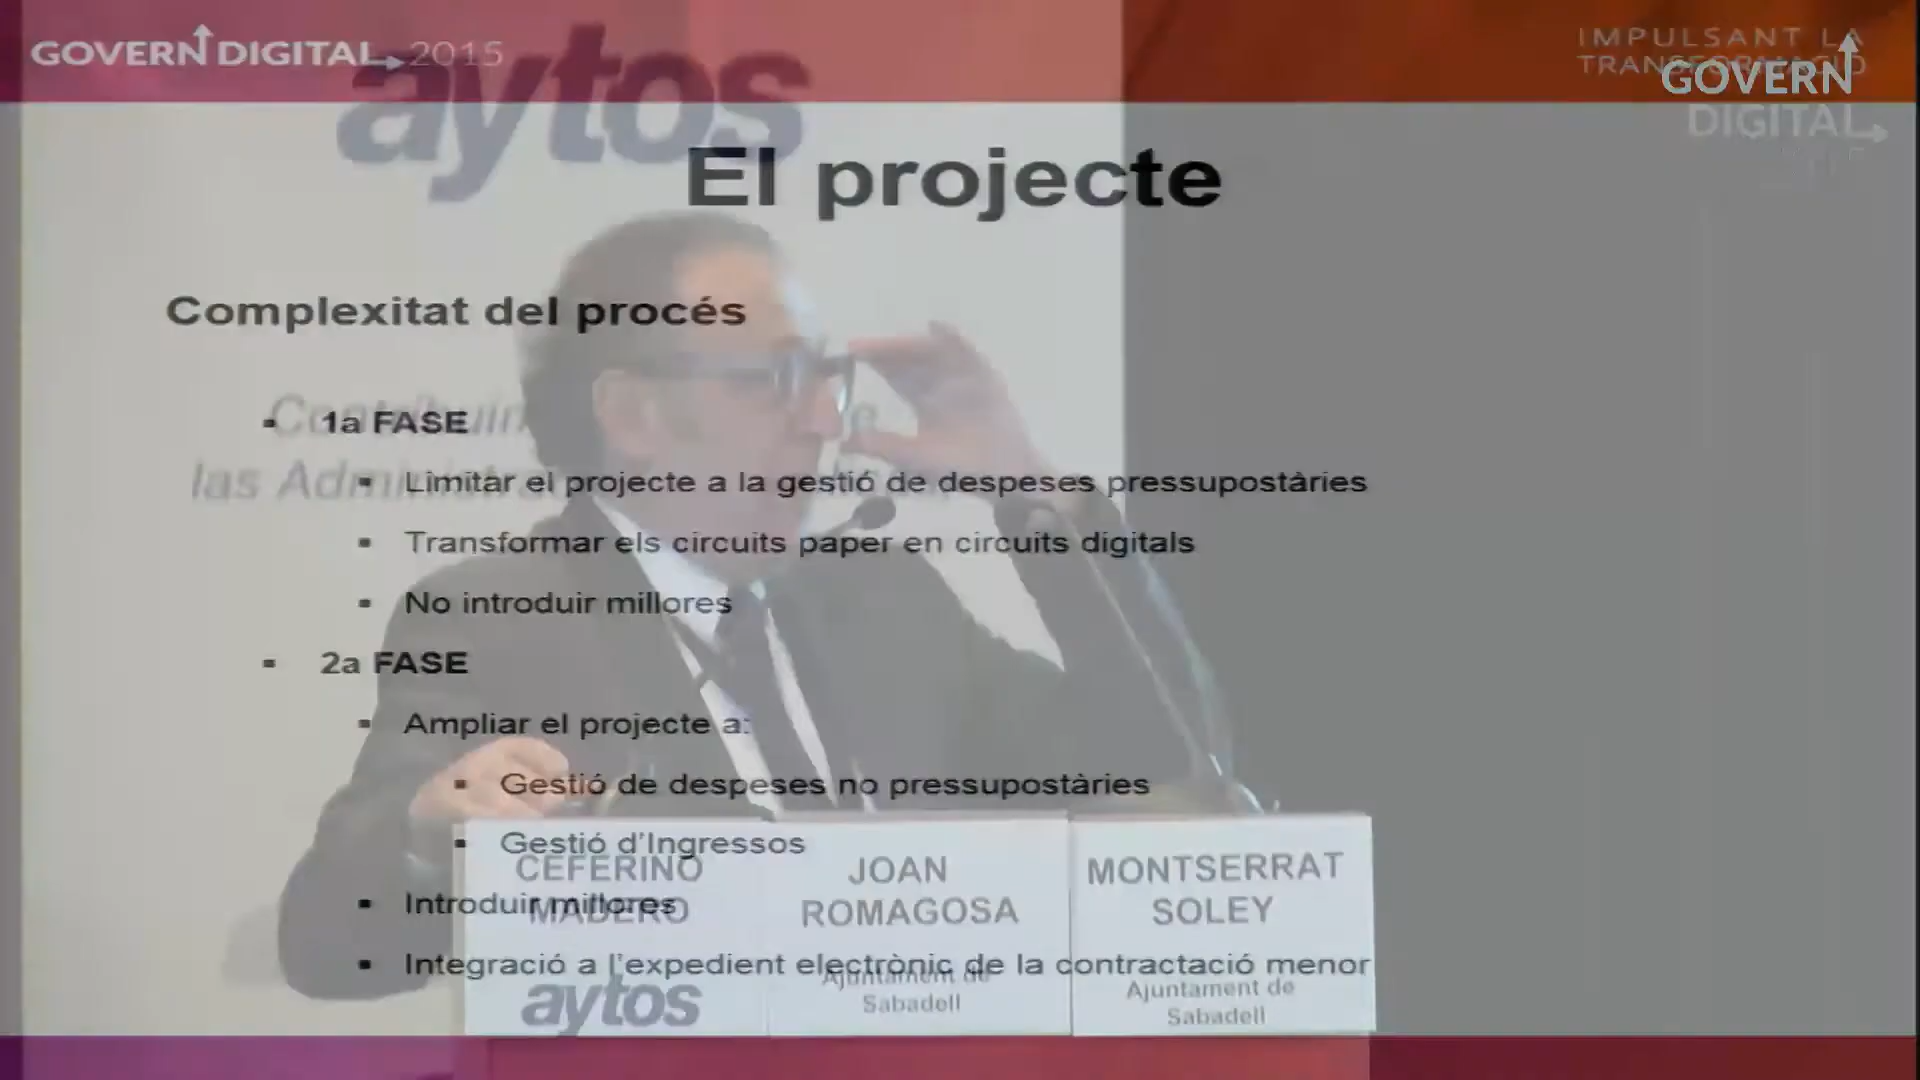 GOVERN DIGITAL 2015
IMPULSANT LA
GOVERN
DIGITAL
aytos
El projecte
Complexitat del procés
1a FASE
las
Limitar el projecte a la gestió de despeses pressupostàries
Transformar els circuits paper en circuits digitals
No introduir millores
2a FASE
Ampliar el projecte a:
Gestió de despeses no pressupostàries
Gestió d'Ingressos
Introduir millores
Integració a l'expedient electrònic de la contractació menor
CEFERINO
MADERO
aytos
JOAN
ROMAGOSA
Ajuntament de
Sabadell
MONTSERRAT
SOLEY
Ajuntament de
Sabadell